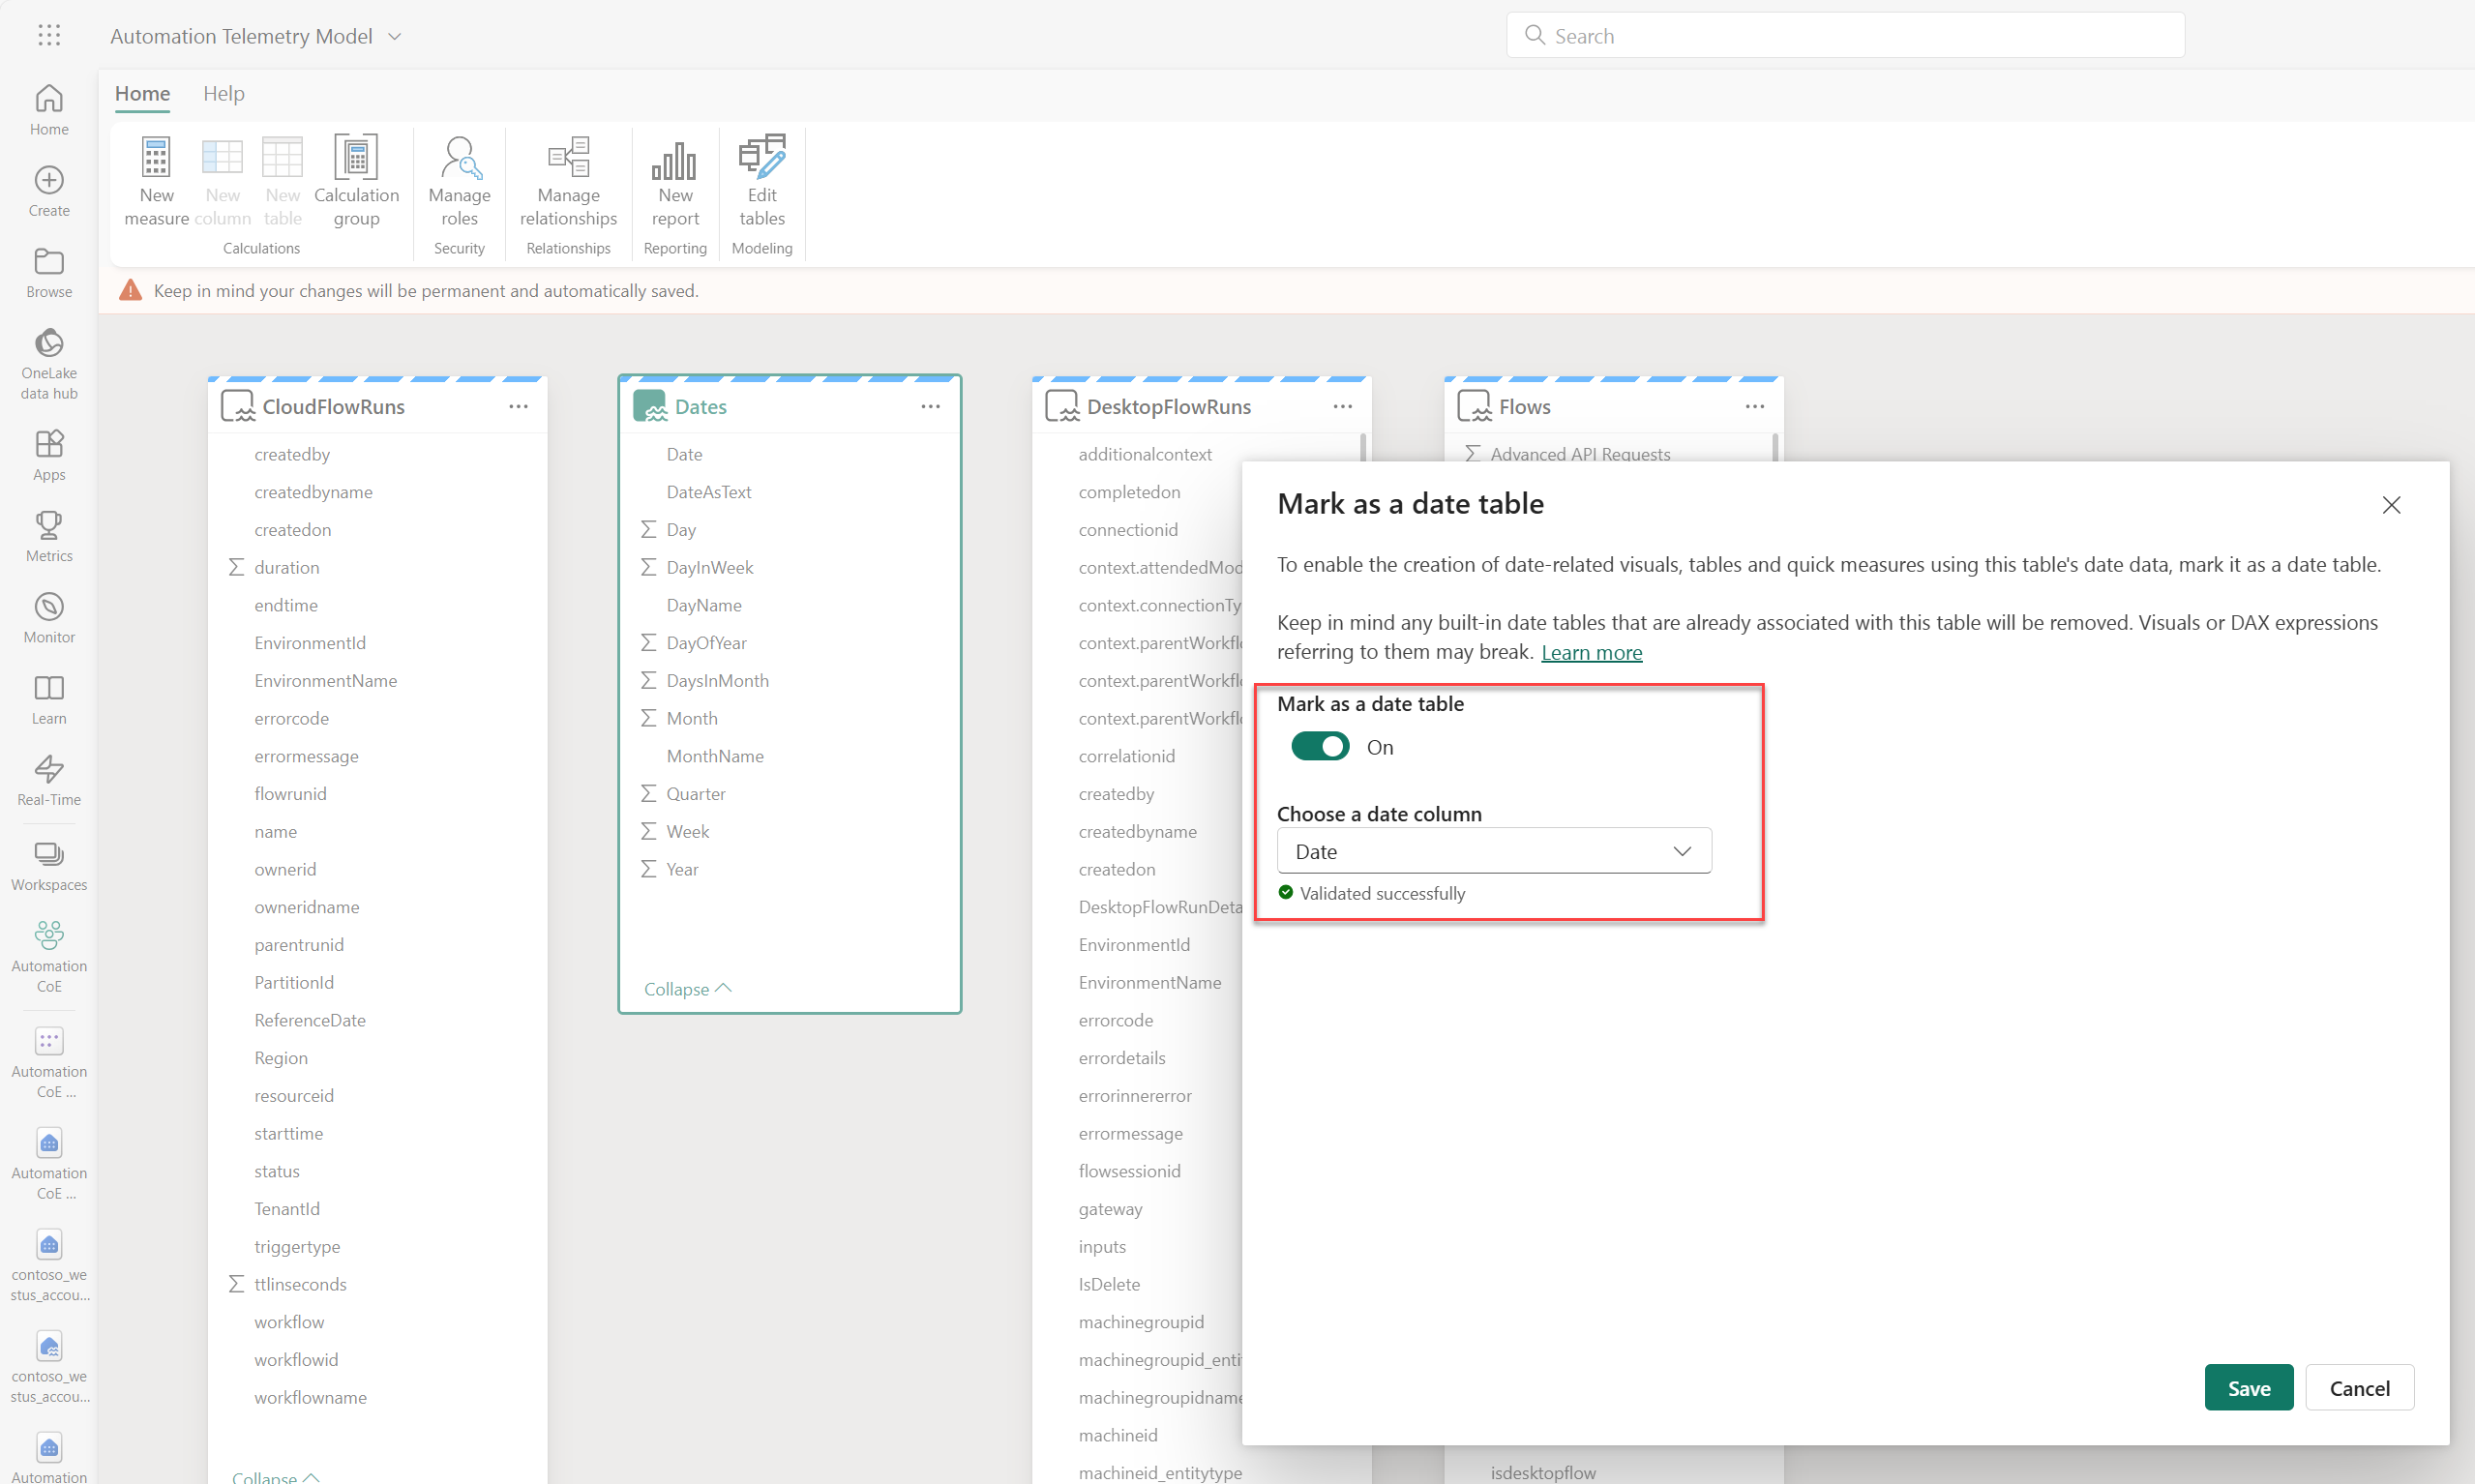 Automation Telemetry Model
Search
Home
Help
New measure
New column
New table
Calculation group
Calculations
Manage roles
Security
Manage relationships
Relationships
New report
Reporting
Edit tables
Modeling
Keep in mind your changes will be permanent and automatically saved.
Home
Create
Browse
OneLake
data hub
Apps
Metrics
Monitor
Learn
Real-Time
Workspaces
Automation
CoE
Automation
CoE ...
Automation
CoE ...
contoso_we
stus_accou...
contoso_we
stus_accou...
Automation
CloudFlowRuns
createdby
createdbyname
createdon
duration
endtime
EnvironmentId
EnvironmentName
errorcode
errormessage
flowrunid
name
ownerid
owneridname
parentrunid
PartitionId
ReferenceDate
Region
resourceid
starttime
status
TenantId
triggertype
ttlinseconds
workflow
workflowid
workflowname
Collapse
Dates
Date
DateAsText
Day
DayInWeek
DayName
DayOfYear
DaysInMonth
Month
MonthName
Quarter
Week
Year
Collapse
DesktopFlowRuns
additionalcontext
completedon
connectionid
context.attendedMod
context.connectionTy
context.parentWorkflo
context.parentWorkflo
context.parentWorkflo
correlationid
createdby
createdbyname
createdon
DesktopFlowRunDeta
EnvironmentId
EnvironmentName
errorcode
errordetails
errorinnererror
errormessage
flowsessionid
gateway
inputs
IsDelete
machinegroupid
machinegroupid_entit
machinegroupidname
machineid
machineid_entitytype
Flows
Advanced API Requests
isdesktopflow
Mark as a date table
To enable the creation of date-related visuals, tables and quick measures using this table's date data, mark it as a date table.
Keep in mind any built-in date tables that are already associated with this table will be removed. Visuals or DAX expressions
referring to them may break. Learn more
Mark as a date table
On
Choose a date column
Date
Validated successfully
Save
Cancel